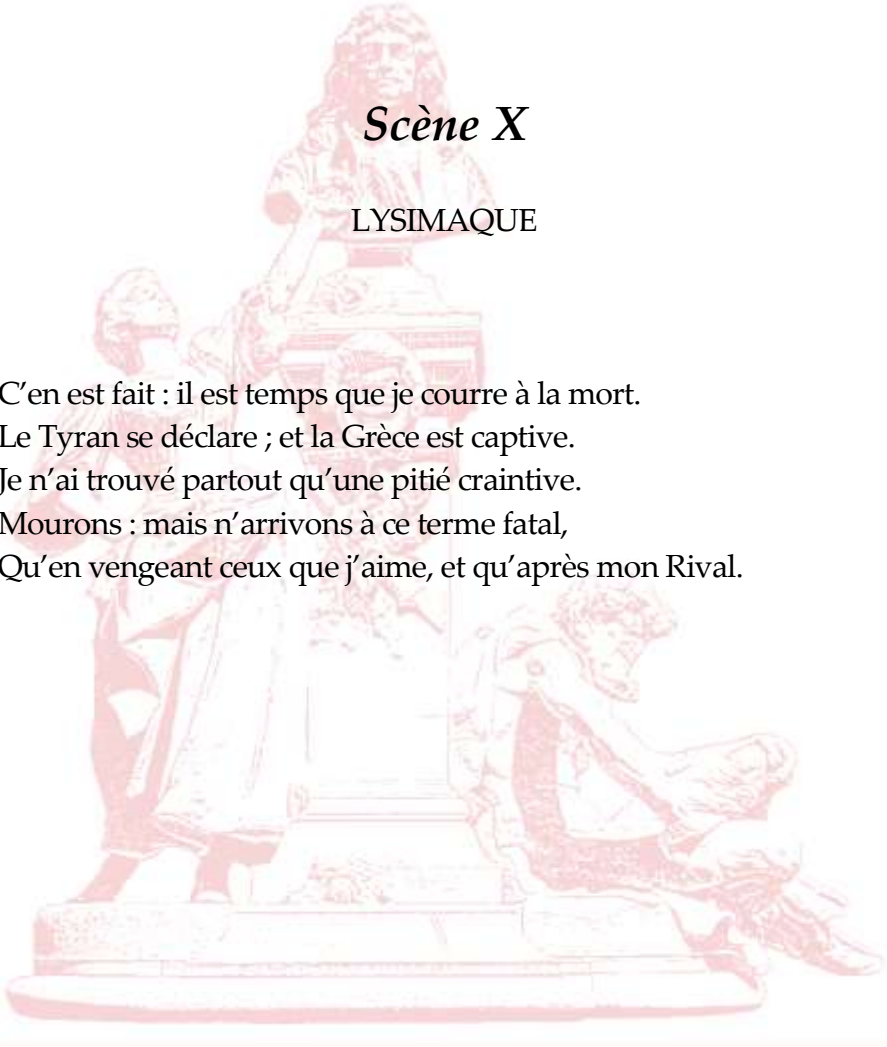 Scène X
LYSIMAQUE
C’en est fait : il est temps que je courre à la mort.
Le Tyran se déclare ; et la Grèce est captive.
Je n’ai trouvé partout qu’une pitié craintive.
Mourons : mais n’arrivons à ce terme fatal,
Qu’en vengeant ceux que j’aime, et qu’après mon Rival.